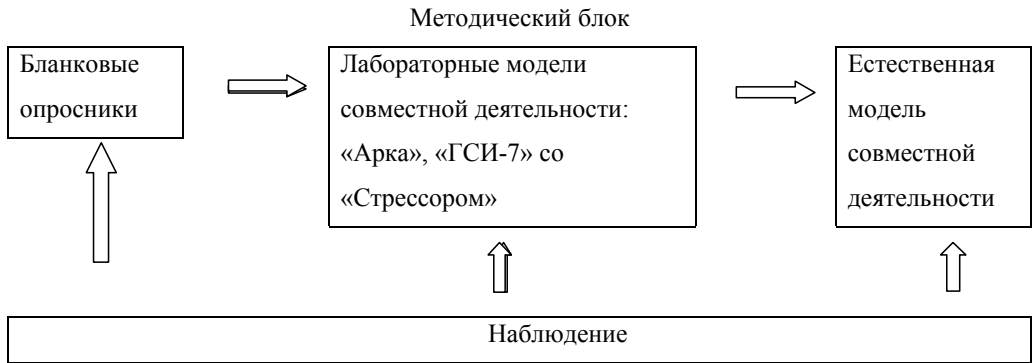 Методический блок
Бланковые
опросники
Лабораторные модели
совместной деятельности:
«Арка», «ГСИ-7» со
«Стрессором»
Естественная
модель
совместной
деятельности
Наблюдение